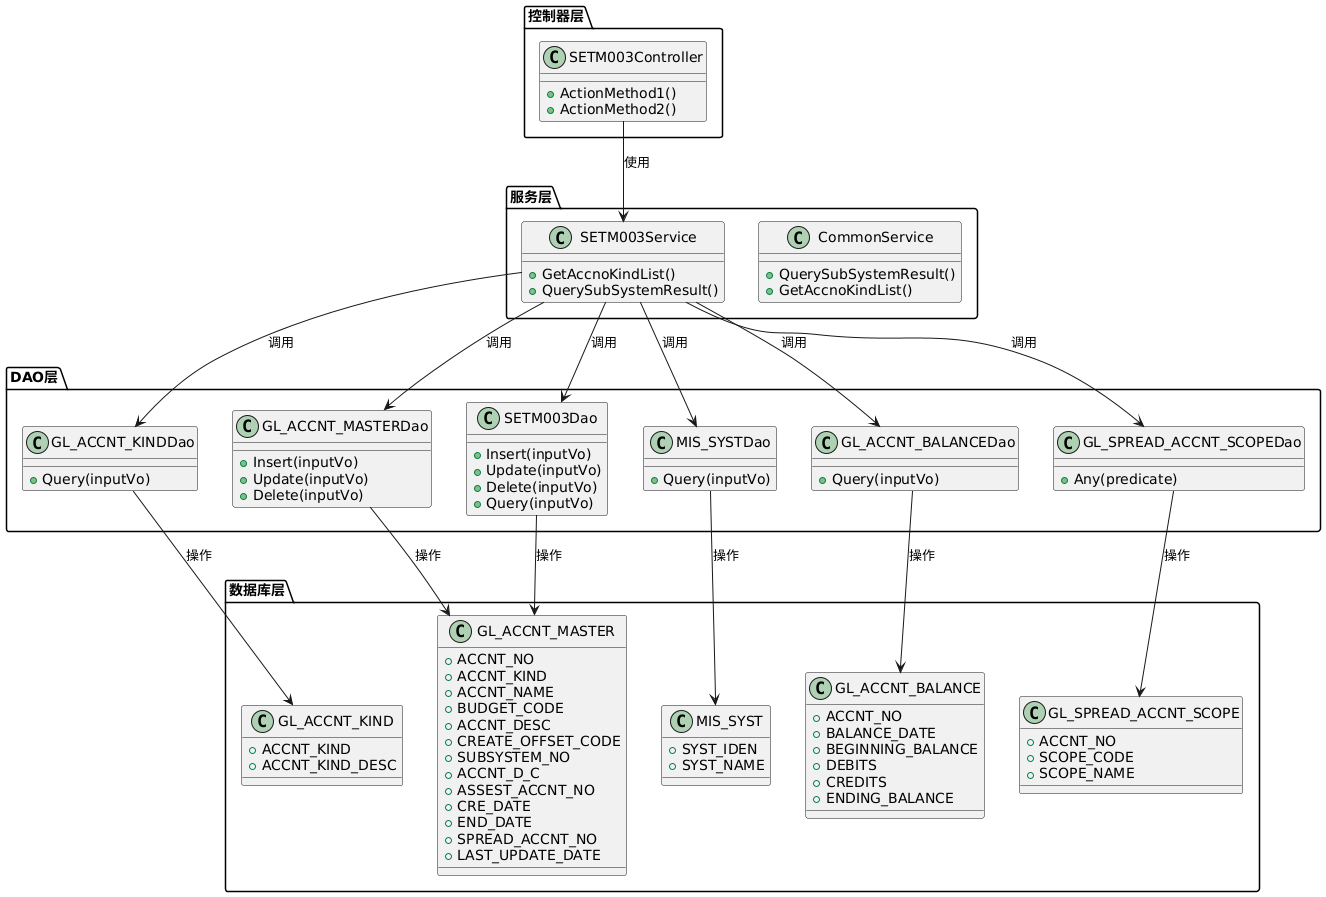 控制器层
C SETM003Controller
ActionMethod1()
ActionMethod2()
使用
服务层
C SETM003Service
GetAccnoKindList()
QuerySubSystemResult()
C CommonService
QuerySubSystemResult()
GetAccnoKindList()
调用
调用
调用
调用
调用
调用
DAO层
C GL_ACCNT_KINDDao
Query(inputVo)
C GL_ACCNT_MASTERDao
Insert(inputVo)
Update(inputVo)
Delete(inputVo)
C SETM003Dao
Insert(inputVo)
Update(inputVo)
Delete(inputVo)
Query(inputVo)
C MIS_SYSTDao
Query(inputVo)
C GL_ACCNT_BALANCEDao
Query(inputVo)
C GL_SPREAD_ACCNT_SCOPEDao
Any(predicate)
操作
操作
操作
操作
操作
操作
数据库层
C GL_ACCNT_KIND
ACCNT_KIND
ACCNT_KIND_DESC
C GL_ACCNT_MASTER
ACCNT_NO
ACCNT_KIND
ACCNT_NAME
BUDGET_CODE
ACCNT_DESC
CREATE_OFFSET_CODE
SUBSYSTEM_NO
ACCNT_D_C
ASSEST_ACCNT_NO
CRE_DATE
END_DATE
SPREAD_ACCNT_NO
LAST_UPDATE_DATE
C MIS_SYST
SYST_IDEN
SYST_NAME
C GL_ACCNT_BALANCE
ACCNT_NO
BALANCE_DATE
BEGINNING_BALANCE
DEBITS
CREDITS
ENDING_BALANCE
C GL_SPREAD_ACCNT_SCOPE
ACCNT_NO
SCOPE_CODE
SCOPE_NAME